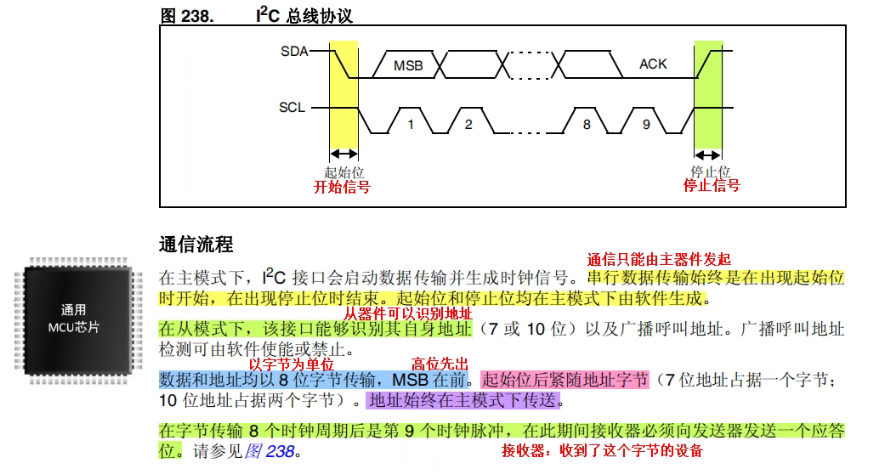 图 238. I²C 总线协议
SDA
MSB
ACK
SCL
1
2
8
9
起始位
停止位
开始信号
停止信号
通信流程
通信只能由主器件发起
在主模式下，I²C 接口会启动数据传输并生成时钟信号。串行数据传输始终是在出现起始位
时开始，在出现停止位时结束。起始位和停止位均在主模式下由软件生成。
从器件可以识别地址
在从模式下，该接口能够识别其自身地址（7 或 10 位）以及广播呼叫地址。广播呼叫地址
检测可由软件使能或禁止。
以字节为单位
高位先出
数据和地址均以 8 位字节传输，MSB 在前。起始位后紧随地址字节（7 位地址占据一个字节；
10 位地址占据两个字节）。地址始终在主模式下传送。
在字节传输 8 个时钟周期后是第 9 个时钟脉冲，在此期间接收器必须向发送器发送一个应答
位。请参见图 238。
接收器：收到了这个字节的设备
通用
MCU芯片